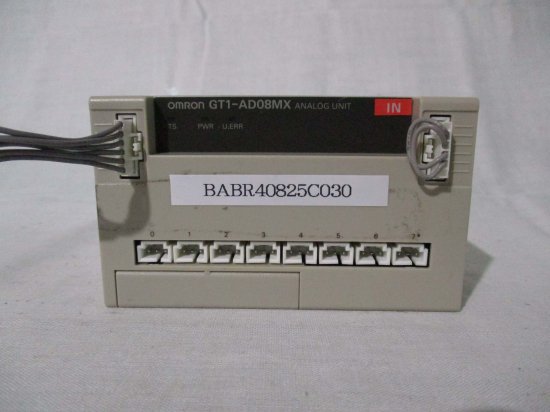 OMRON GT1-AD08MX ANALOG UNIT IN
TS PWR U.ERR
BABR40825C030
0 1 2 3 4 5 6 7